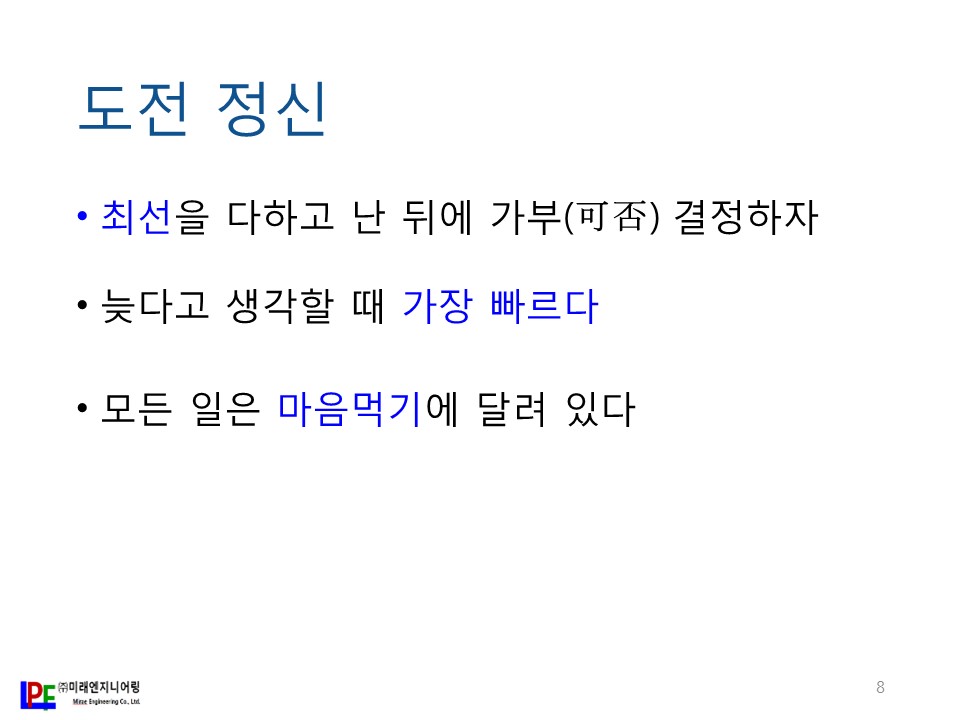 도전 정신
• 최선을 다하고 난 뒤에 가부(可否) 결정하자
• 늦다고 생각할 때 가장 빠르다
• 모든 일은 마음먹기에 달려 있다
LPE ㈜미래엔지니어링
Mirae Engineering Co., Ltd.
8